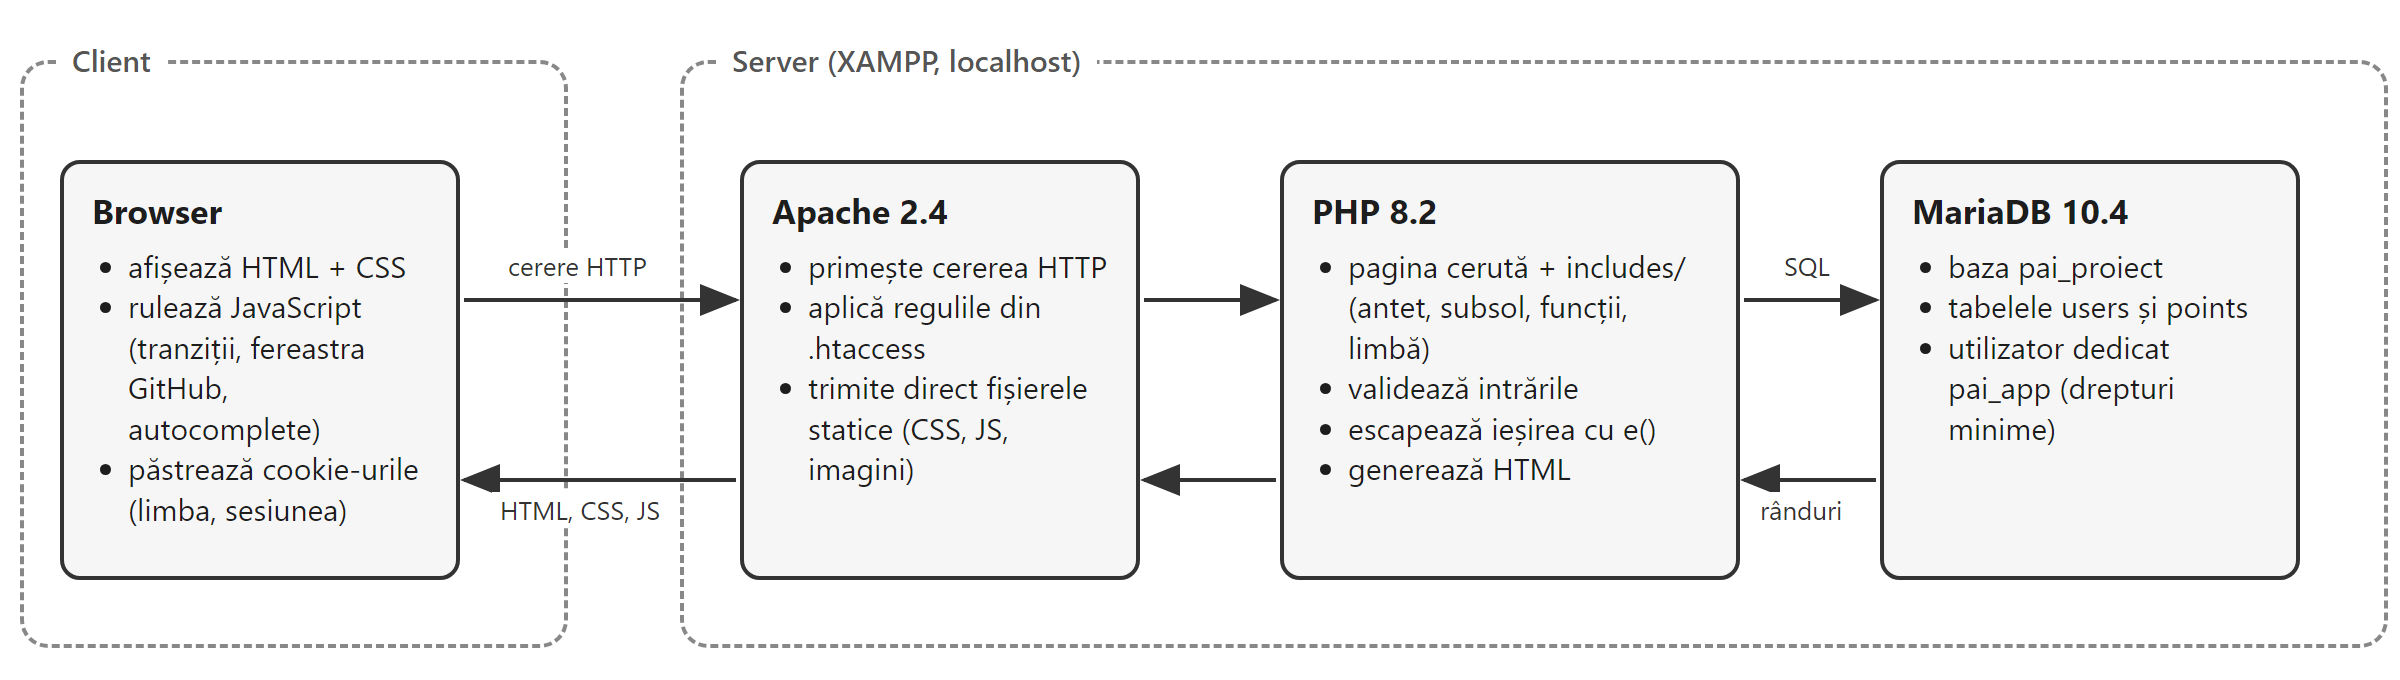 Client
Server (XAMPP, localhost)
Browser
• afișează HTML + CSS
• rulează JavaScript
(tranziții, fereastra
GitHub,
autocomplete)
• păstrează cookie-urile
(limba, sesiunea)
cerere HTTP
HTML, CSS, JS
Apache 2.4
• primește cererea HTTP
• aplică regulile din
.htaccess
• trimite direct fișierele
statice (CSS, JS,
imagini)
PHP 8.2
• pagina cerută + includes/
(antet, subsol, funcții,
limbă)
• validează intrările
• escapează ieșirea cu e()
• generează HTML
SQL
rânduri
MariaDB 10.4
• baza pai_proiect
• tabelele users și points
• utilizator dedicat
pai_app (drepturi
minime)